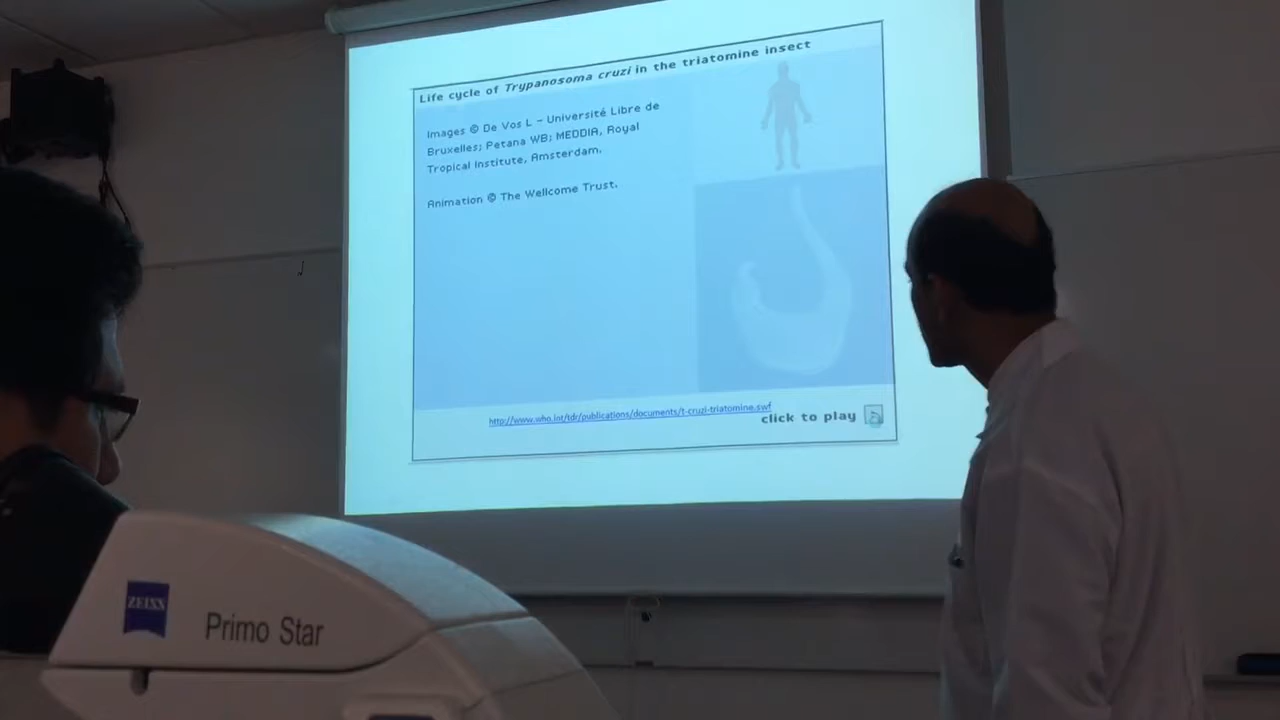 Life cycle of Trypanosoma cruzi in the triatomine insect
Images © De Vos L – Université Libre de
Bruxelles; Petana WB; MEDDIA, Royal
Tropical Institute, Amsterdam.
Animation © The Wellcome Trust.
http://www.who.int/tdr/publications/documents/t-cruzi-triatomine.swf
click to play
ZEISS
Primo Star